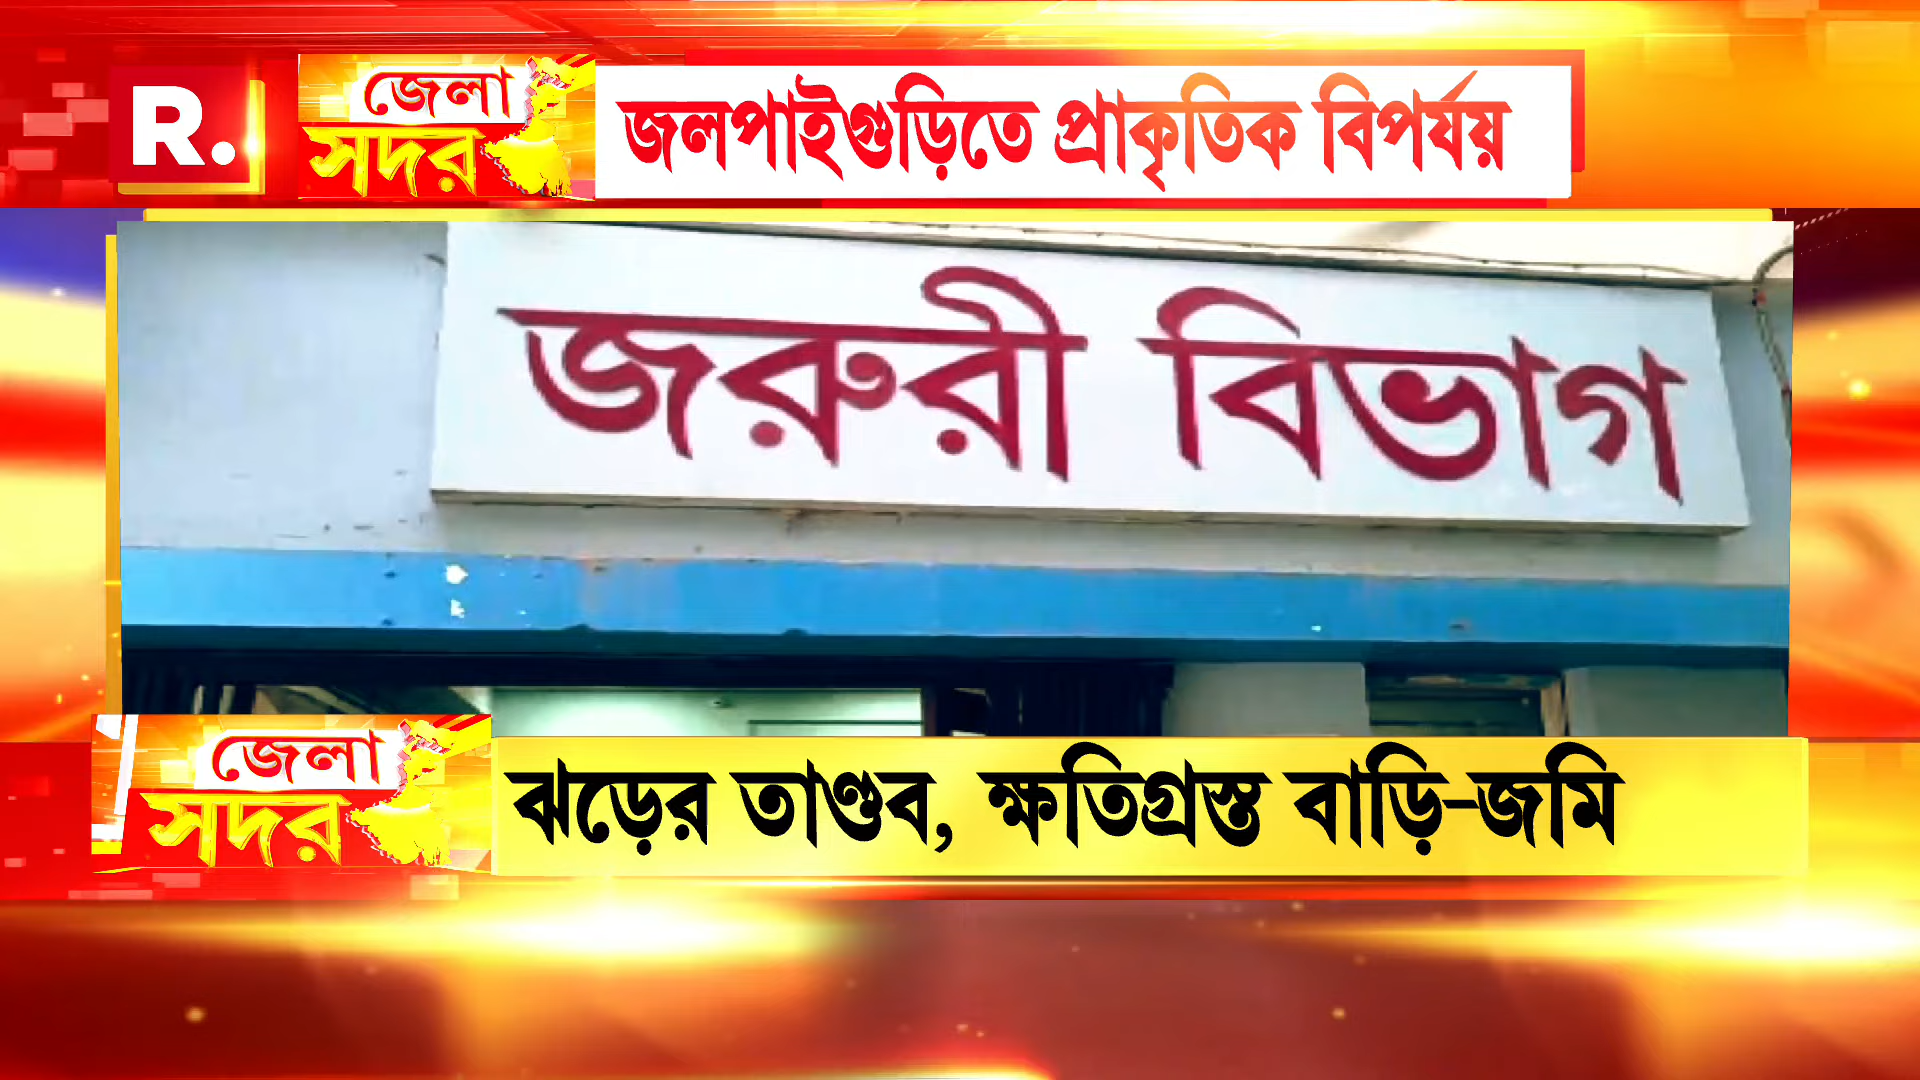 R.
জেলা
সদর
জলপাইগুড়িতে প্রাকৃতিক বিপর্যয়
জরুরী বিভাগ
জেলা
সদর
ঝড়ের তাণ্ডব, ক্ষতিগ্রস্ত বাড়ি-জমি